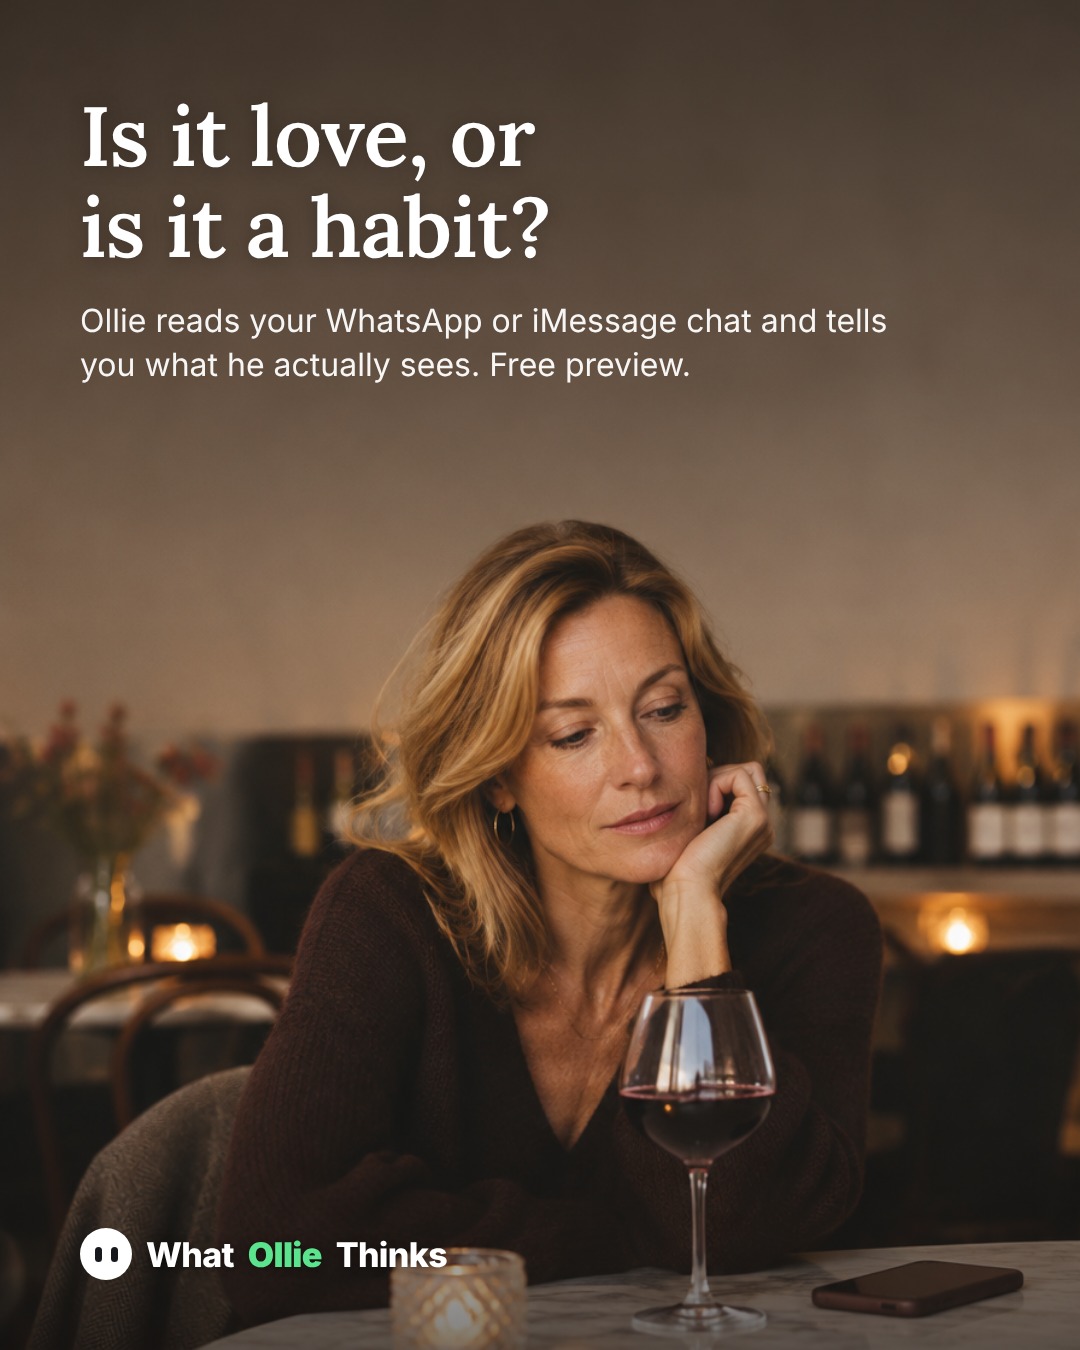 Is it love, or
is it a habit?
Ollie reads your WhatsApp or iMessage chat and tells
you what he actually sees. Free preview.
What Ollie Thinks